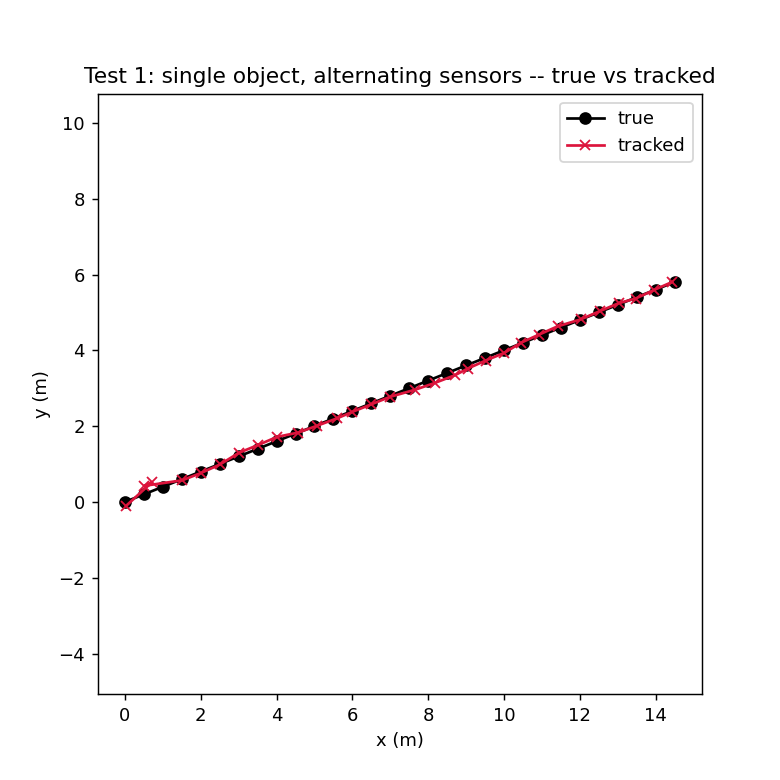 Test 1: single object, alternating sensors -- true vs tracked
true
tracked
10
8
6
4
2
0
−2
−4
y (m)
0 2 4 6 8 10 12 14
x (m)